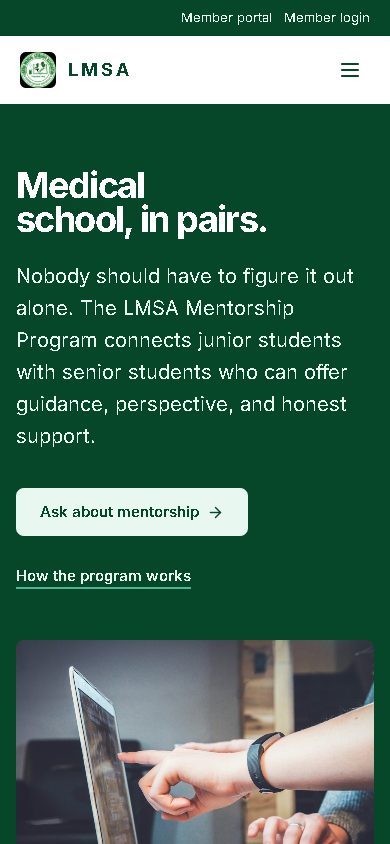 Member portal Member login
LMSA
Medical
school, in pairs.
Nobody should have to figure it out
alone. The LMSA Mentorship
Program connects junior students
with senior students who can offer
guidance, perspective, and honest
support.
Ask about mentorship →
How the program works